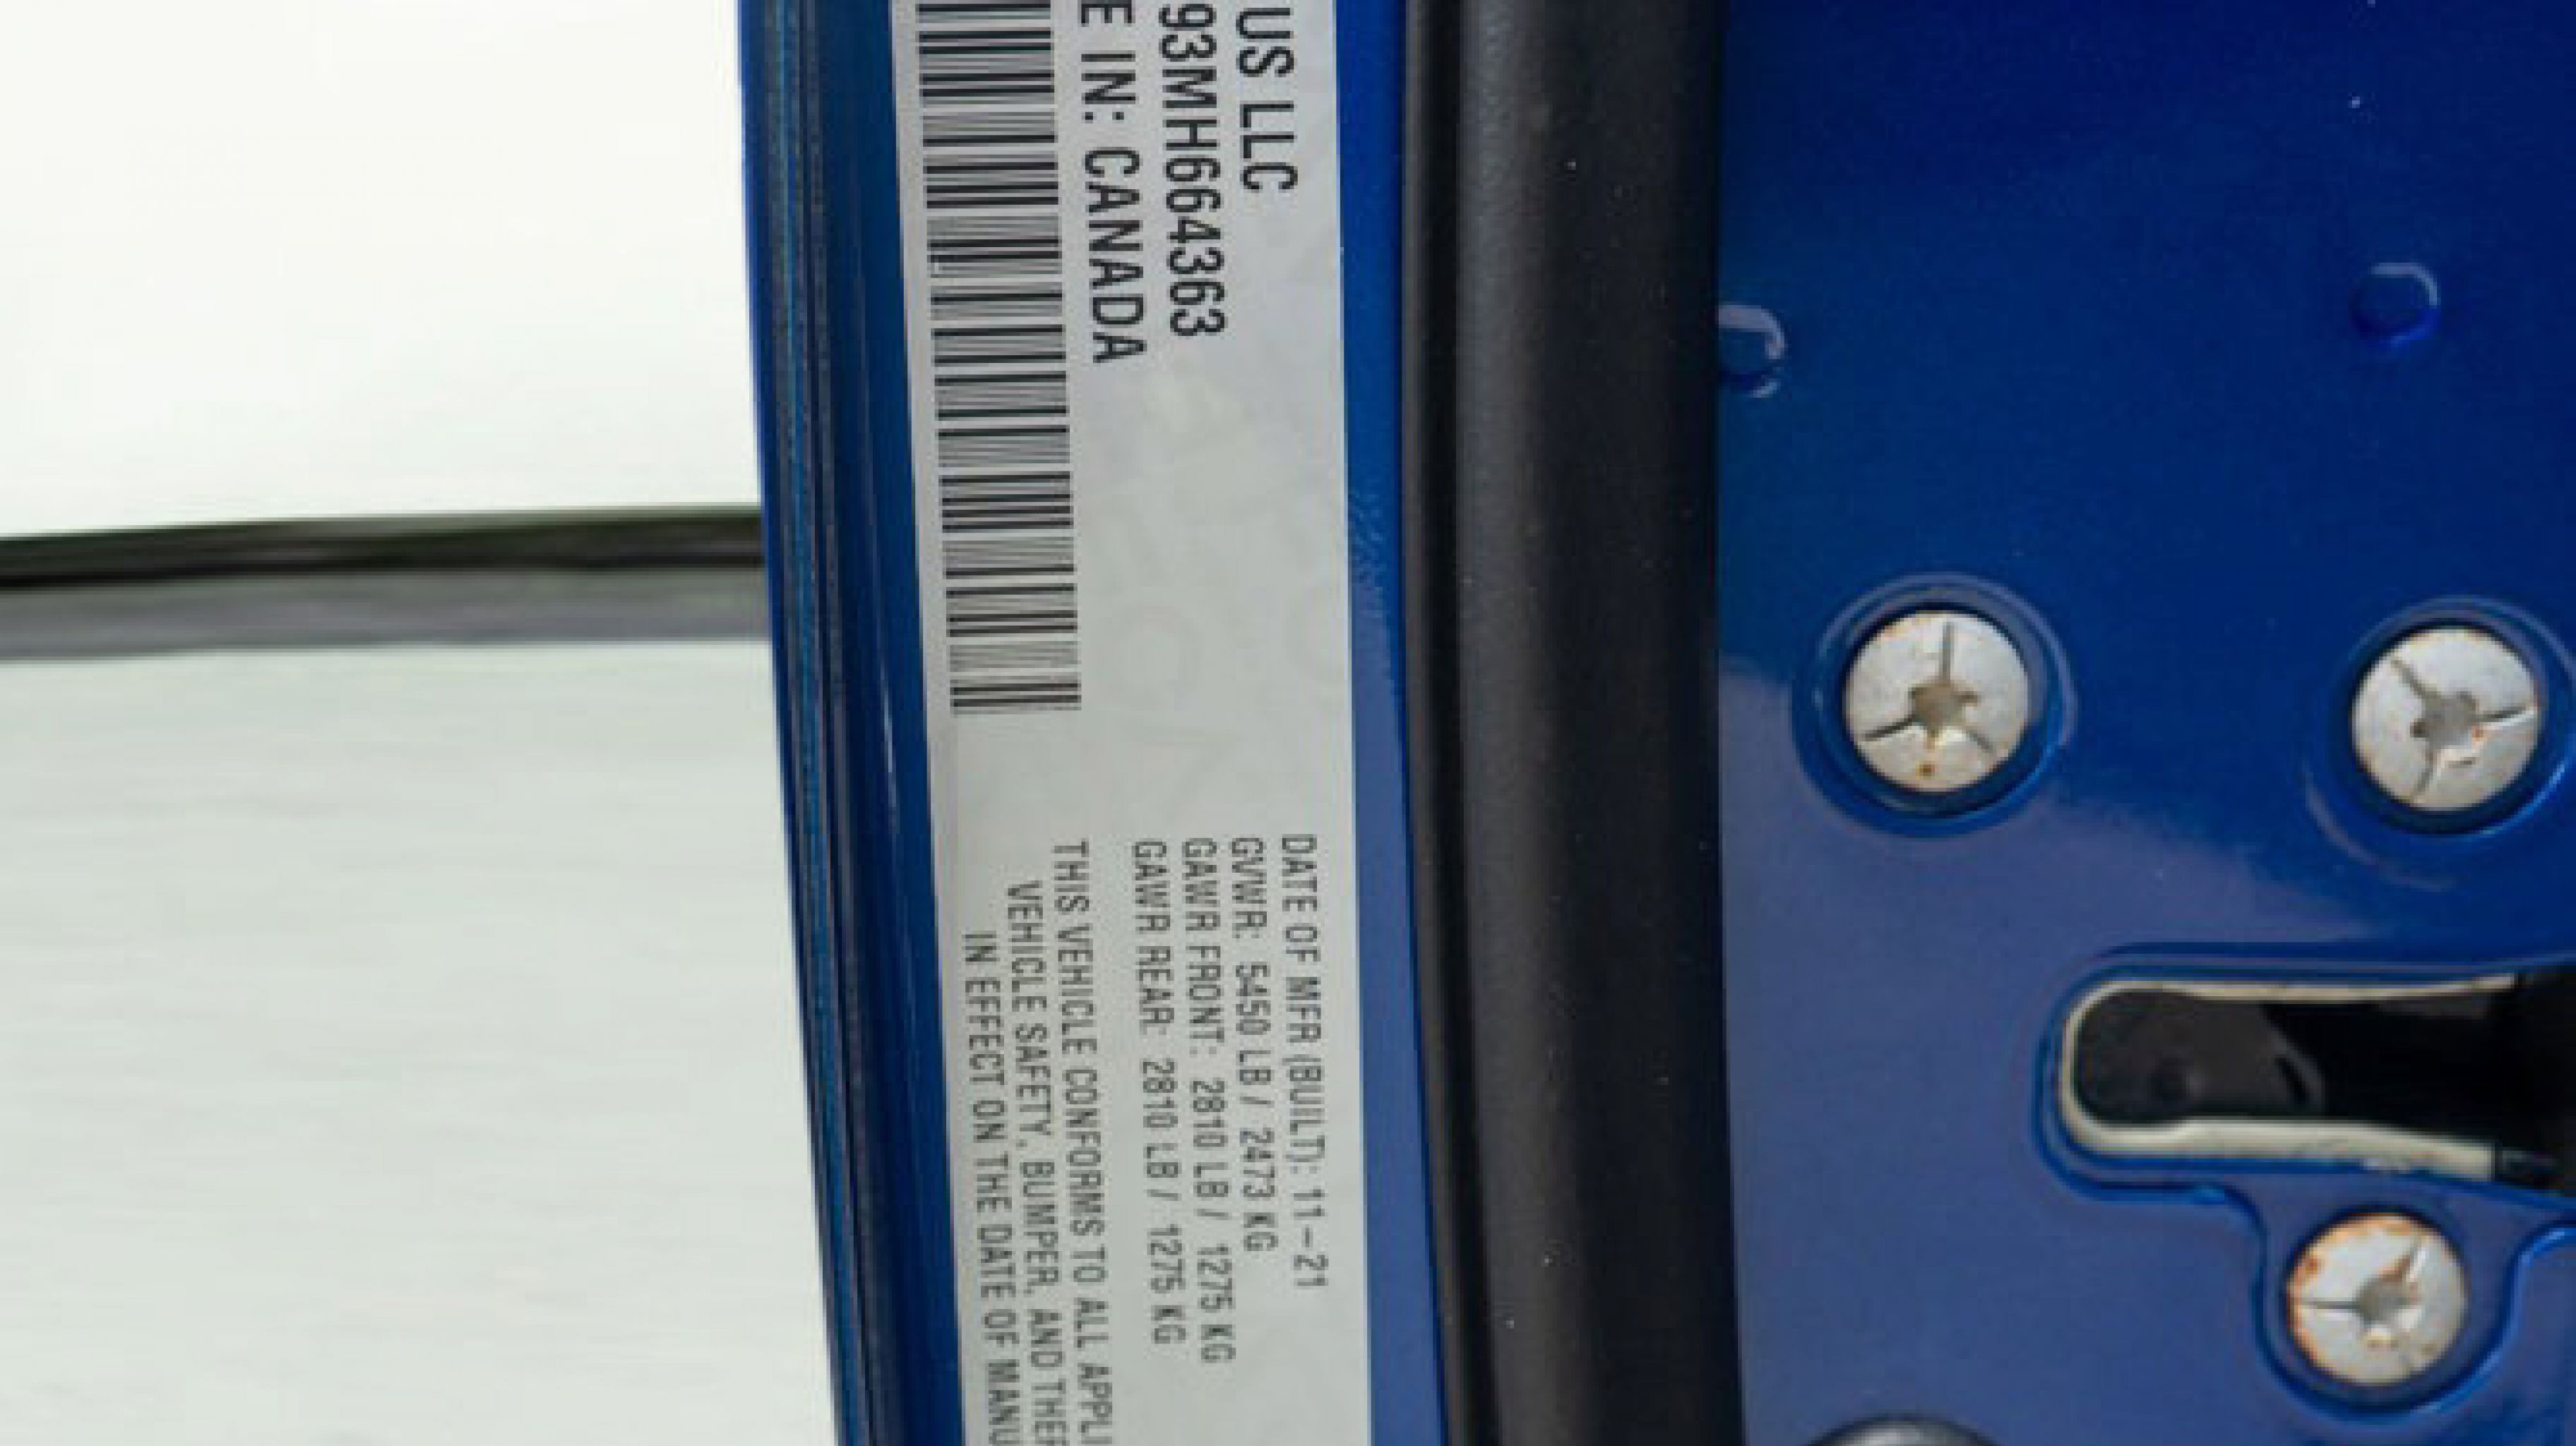 US LLC
93MH664363
E IN: CANADA
DATE OF MFR (BUILT): 11-21
GVWR: 5450 LB / 2473 KG
GAWR FRONT: 2810 LB / 1275 KG
GAWR REAR: 2810 LB / 1275 KG
THIS VEHICLE CONFORMS TO ALL APPLI
VEHICLE SAFETY, BUMPER, AND THEF
IN EFFECT ON THE DATE OF MANU